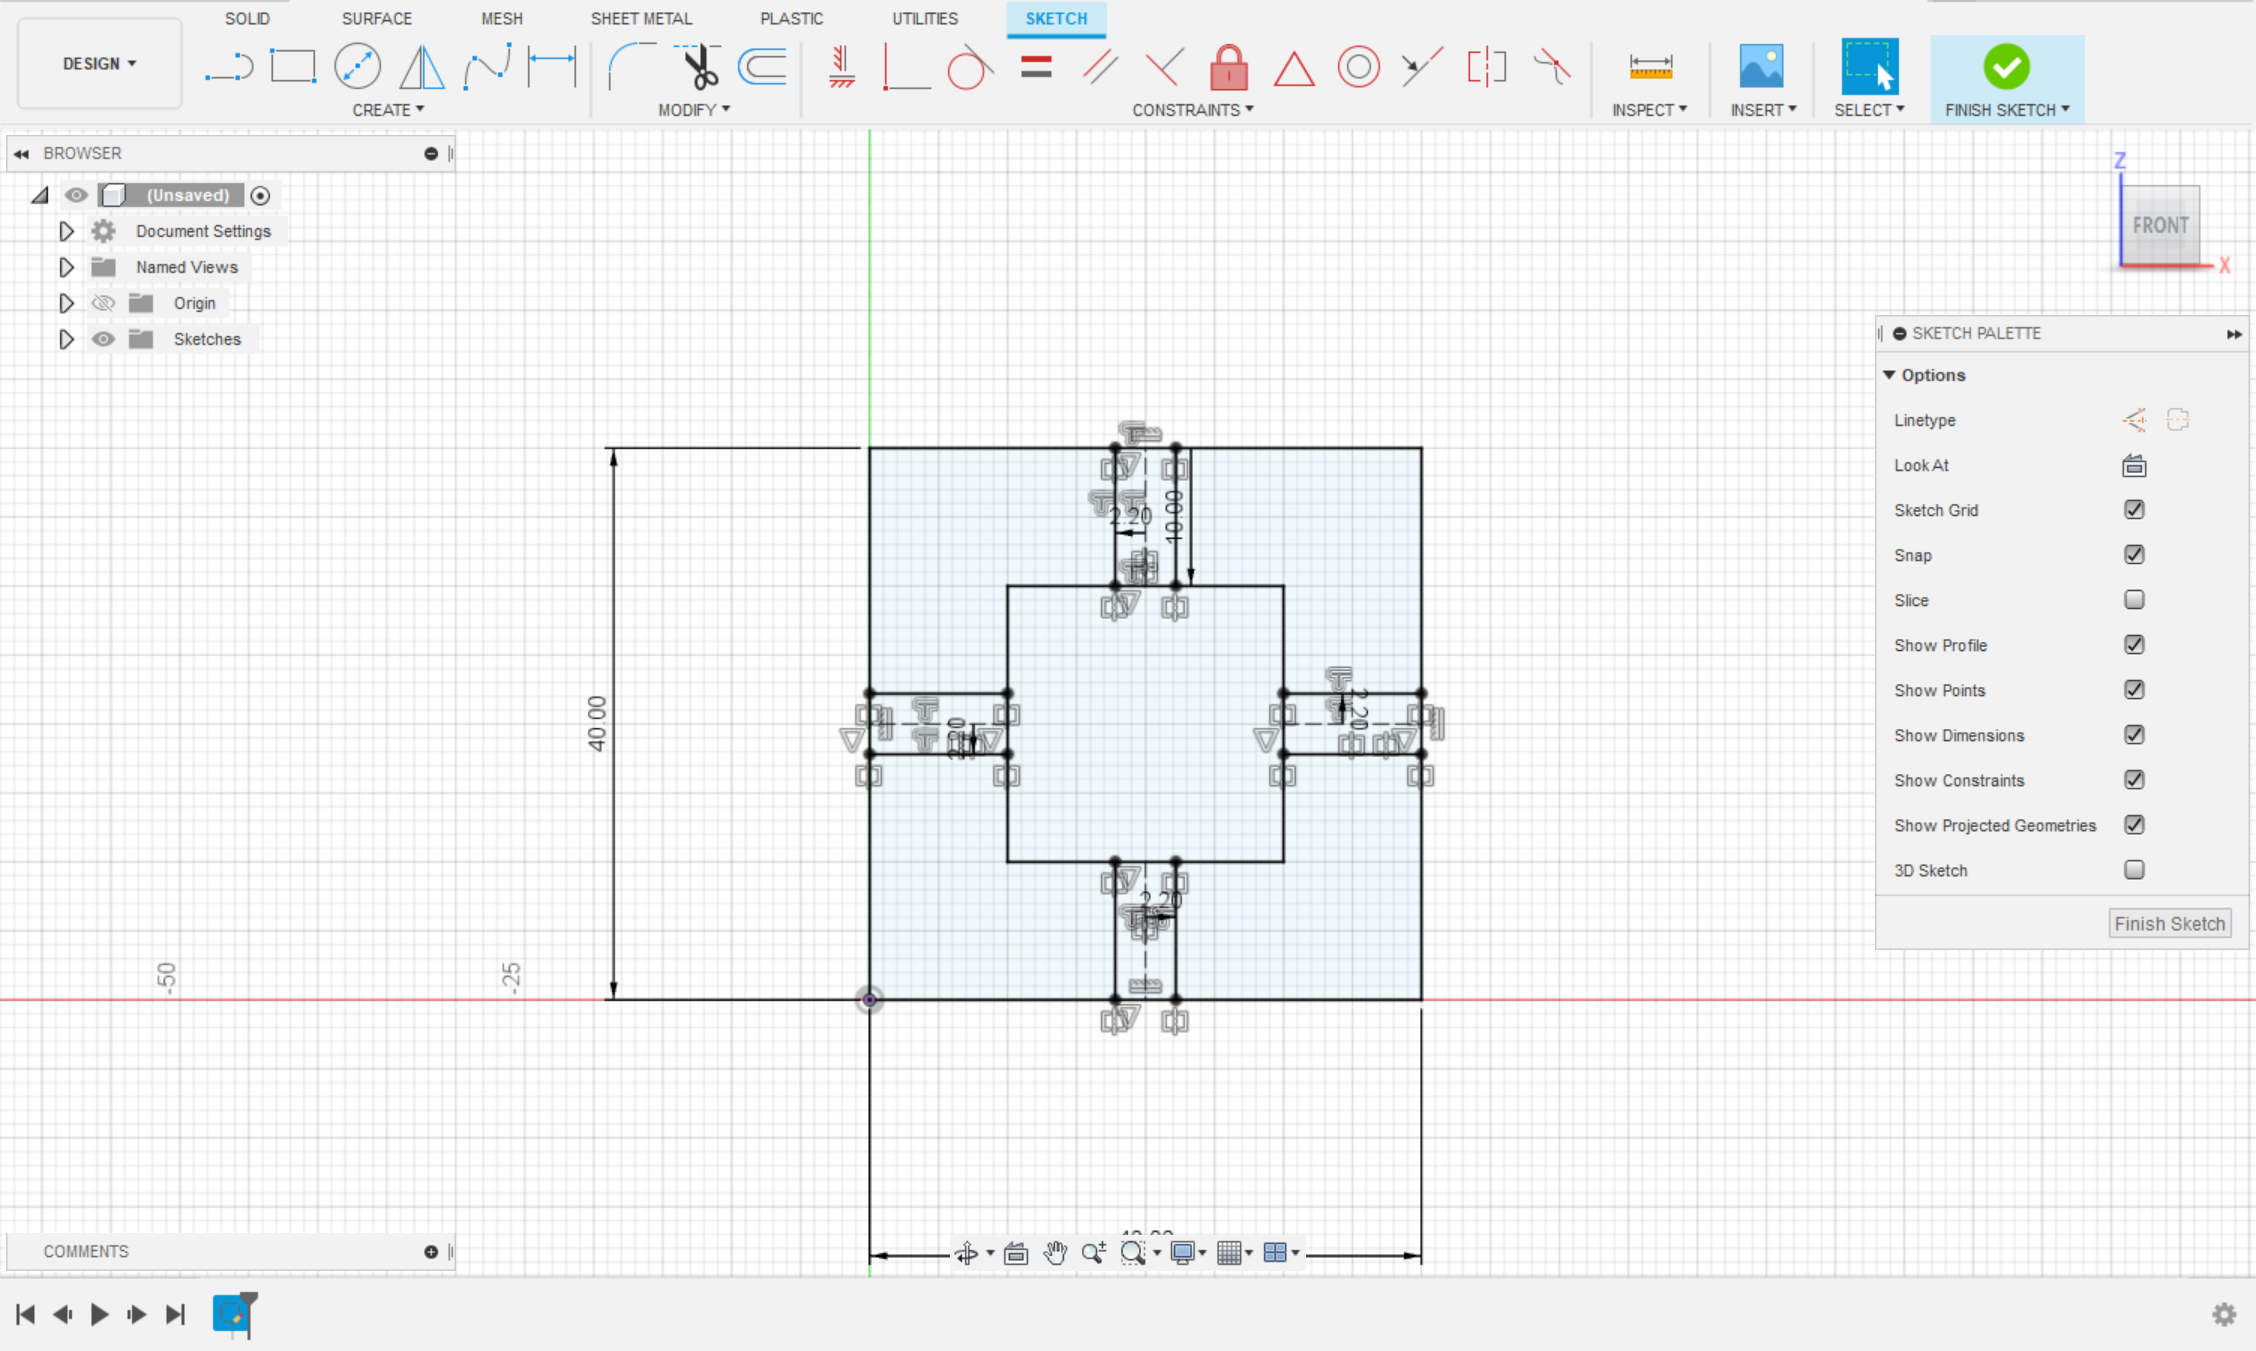 SOLID SURFACE MESH SHEET METAL PLASTIC UTILITIES SKETCH
DESIGN
CREATE MODIFY CONSTRAINTS INSPECT INSERT SELECT FINISH SKETCH
BROWSER
(Unsaved)
Document Settings
Named Views
Origin
Sketches
Z
FRONT
X
SKETCH PALETTE
Options
Linetype
Look At
Sketch Grid
Snap
Slice
Show Profile
Show Points
Show Dimensions
Show Constraints
Show Projected Geometries
3D Sketch
Finish Sketch
2.20
10.00
40.00
2.20
2.20
2.20
-50
-25
COMMENTS